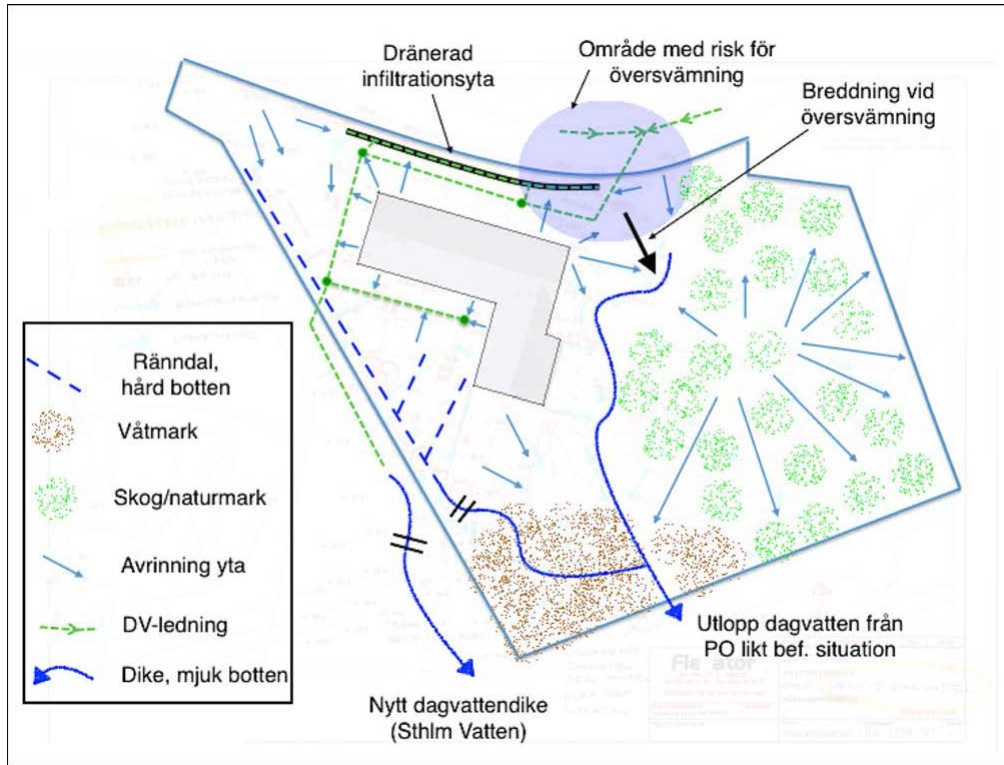 Dränerad
infiltrationsyta
Område med risk för
översvämning
Breddning vid
översvämning
Ränndal,
hård botten
Våtmark
Skog/naturmark
Avrinning yta
DV-ledning
Dike, mjuk botten
Nytt dagvattendike
(Sthlm Vatten)
Utlopp dagvatten från
PO likt bef. situation